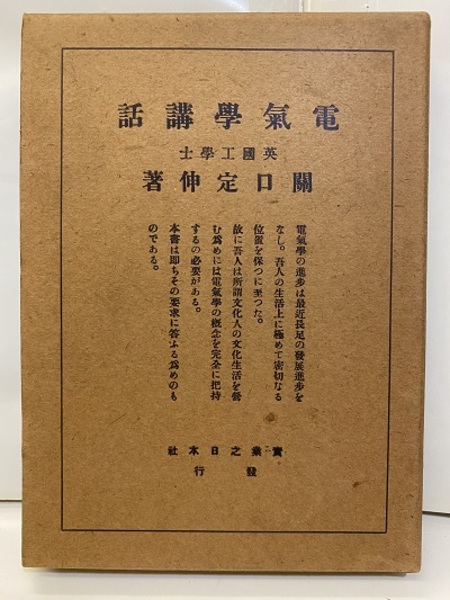 電氣學講話
英國工學士
關口定伸著
電氣學の進步は最近長足の發展進步を
なし。吾人の生活上に極めて密切なる
位置を保つに至つた。
故に吾人は所謂文化人の文化生活を營
む爲めには電氣學の槪念を完全に把持
するの必要がある。
本書は即ちその要求に答ふる爲めのも
のである。
實業之日本社
發行